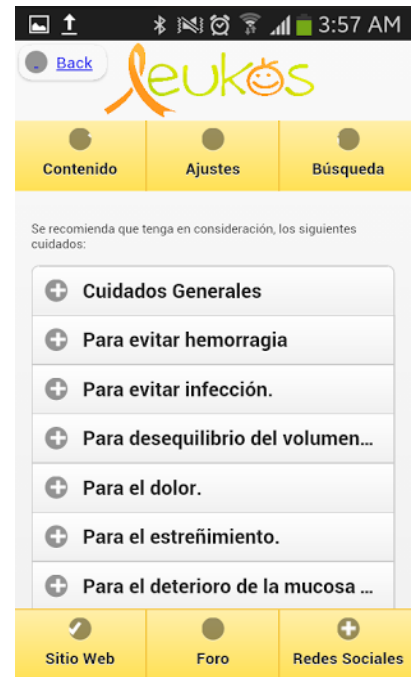 3:57 AM
Back
leukos
Contenido
Ajustes
Búsqueda
Se recomienda que tenga en consideración, los siguientes
cuidados:
Cuidados Generales
Para evitar hemorragia
Para evitar infección.
Para desequilibrio del volumen...
Para el dolor.
Para el estreñimiento.
Para el deterioro de la mucosa ...
Sitio Web
Foro
Redes Sociales